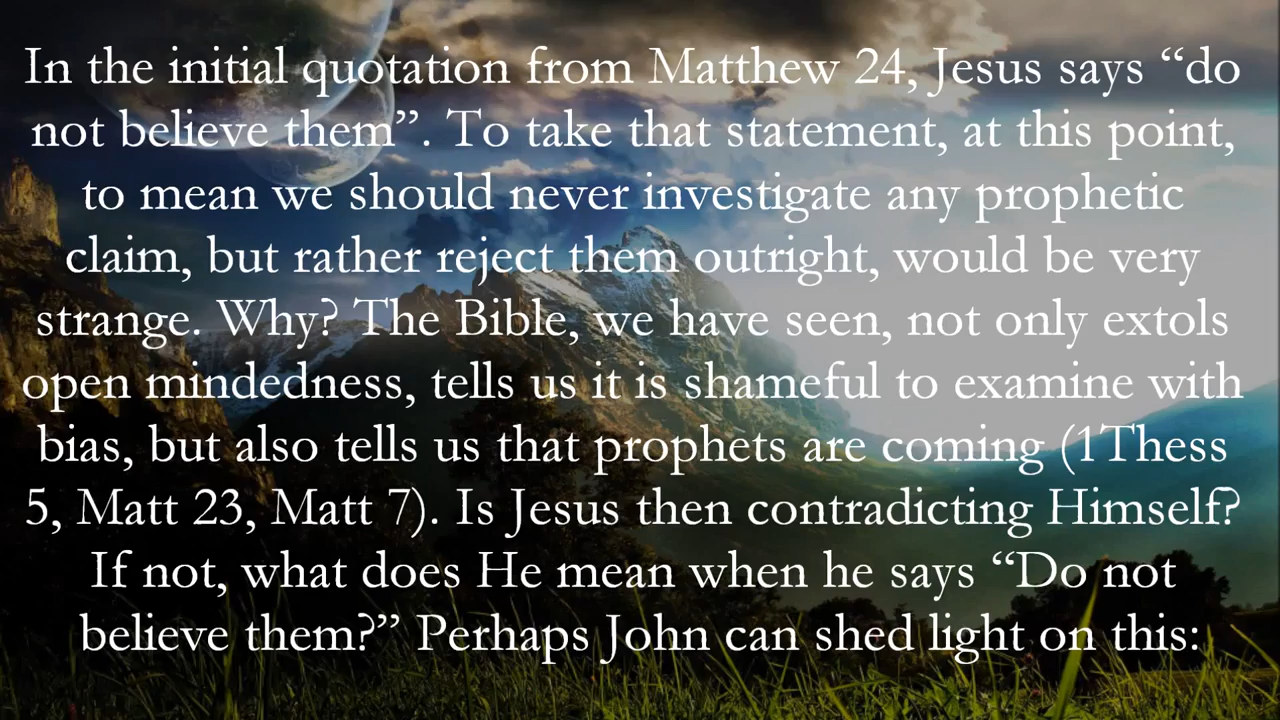 In the initial quotation from Matthew 24, Jesus says “do
not believe them”. To take that statement, at this point,
to mean we should never investigate any prophetic
claim, but rather reject them outright, would be very
strange. Why? The Bible, we have seen, not only extols
open mindedness, tells us it is shameful to examine with
bias, but also tells us that prophets are coming (1Thess
5, Matt 23, Matt 7). Is Jesus then contradicting Himself?
If not, what does He mean when he says “Do not
believe them?” Perhaps John can shed light on this: